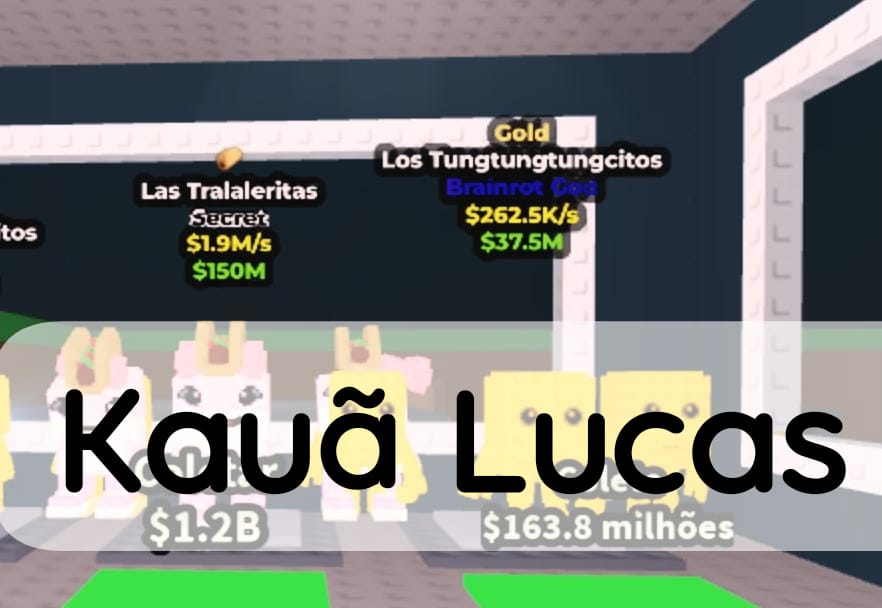 Gold
Los Tungtungtungcitos
Brainrot God
$262.5K/s
$37.5M
Las Tralaleritas
Secret
$1.9M/s
$150M
itos
Kauã Lucas
$1.2B
$163.8 milhões